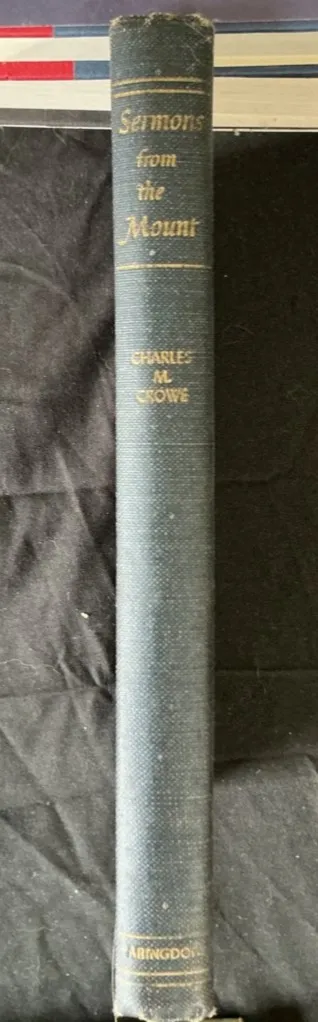 Sermons
from
the
Mount
CHARLES
M.
CROWE
ABINGDON